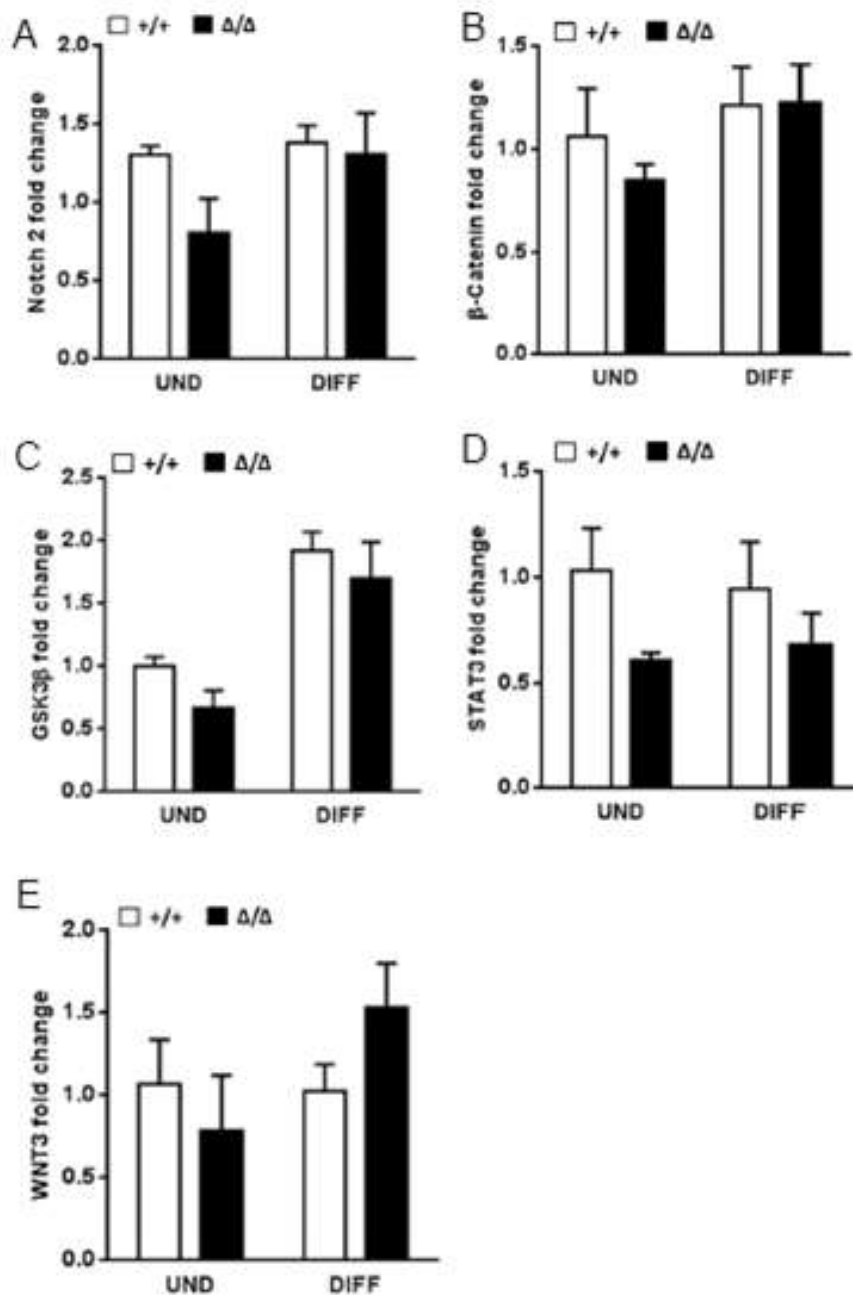 A
+/+ Δ/Δ
Notch 2 fold change
2.0
1.5
1.0
0.5
0.0
UND DIFF
B
+/+ Δ/Δ
β-Catenin fold change
1.5
1.0
0.5
0.0
UND DIFF
C
+/+ Δ/Δ
GSK3β fold change
2.5
2.0
1.5
1.0
0.5
0.0
UND DIFF
D
+/+ Δ/Δ
STAT3 fold change
1.5
1.0
0.5
0.0
UND DIFF
E
+/+ Δ/Δ
WNT3 fold change
2.0
1.5
1.0
0.5
0.0
UND DIFF